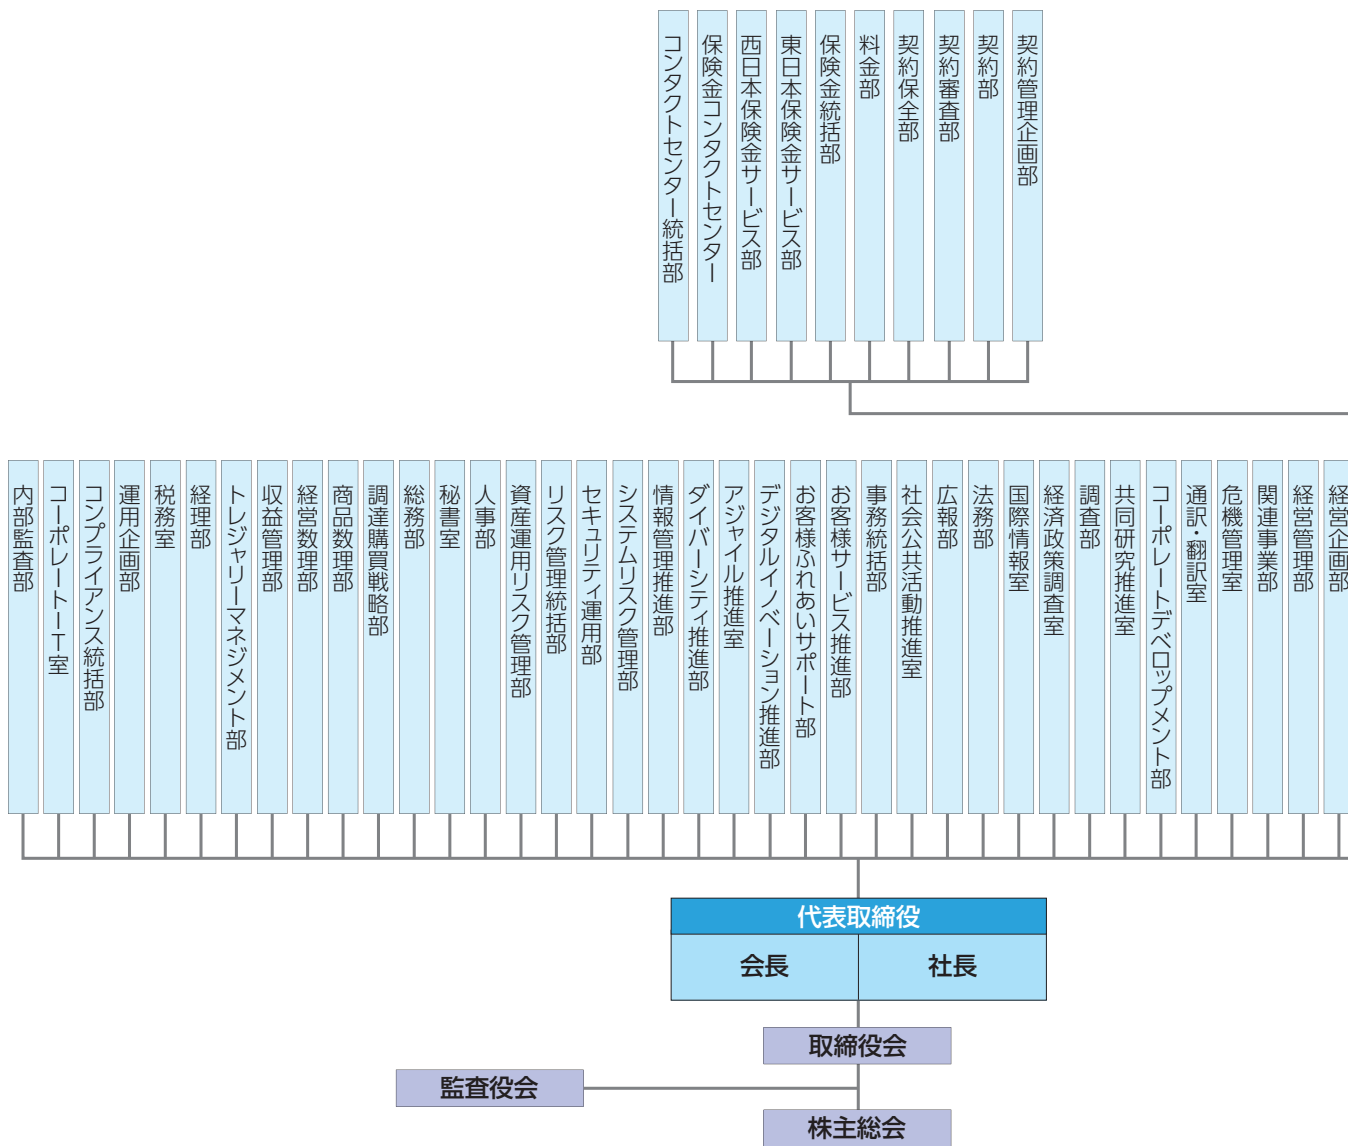 コンタクトセンター統括部
保険金コンタクトセンター
西日本保険金サービス部
東日本保険金サービス部
保険金統括部
料金部
契約保全部
契約審査部
契約部
契約管理企画部
内部監査部
コーポレートIT室
コンプライアンス統括部
運用企画部
税務室
経理部
トレジャリーマネジメント部
収益管理部
経営数理部
商品数理部
調達購買戦略部
総務部
秘書室
人事部
資産運用リスク管理部
リスク管理統括部
セキュリティ運用部
システムリスク管理部
情報管理推進部
ダイバーシティ推進部
アジャイル推進室
デジタルイノベーション推進部
お客様ふれあいサポート部
お客様サービス推進部
事務統括部
社会公共活動推進室
広報部
法務部
国際情報室
経済政策調査室
調査部
共同研究推進室
コーポレートデベロップメント部
通訳・翻訳室
危機管理室
関連事業部
経営管理部
経営企画部
代表取締役
会長
社長
取締役会
監査役会
株主総会